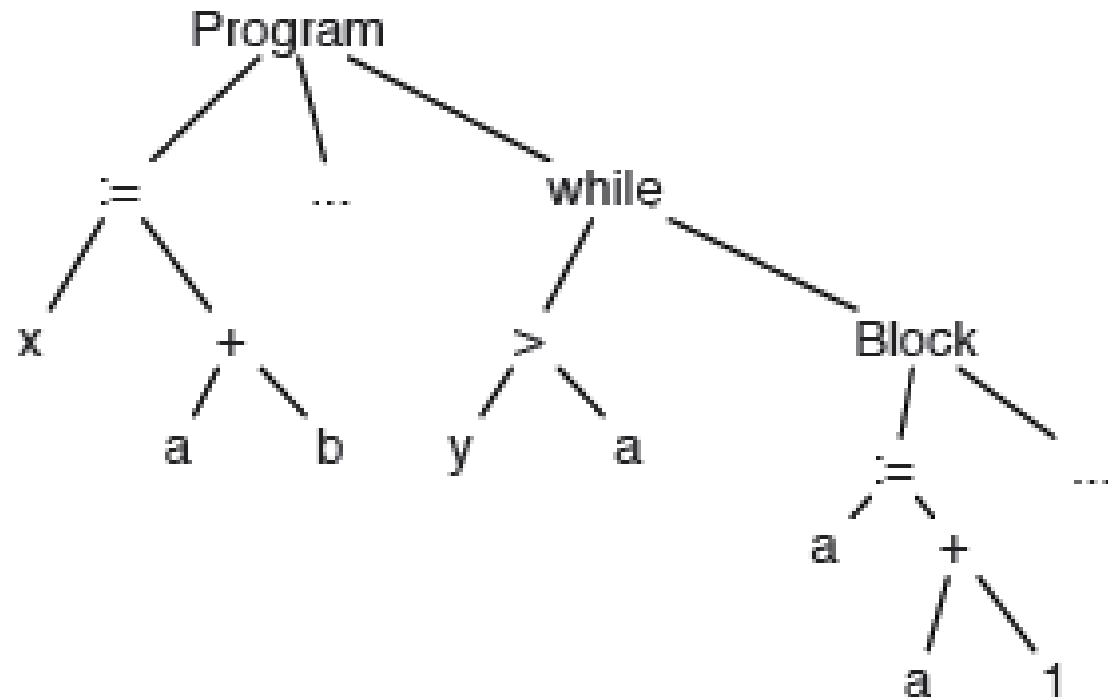 Program
:= ... while
x + > Block
a b y a
:= ...
a +
a 1